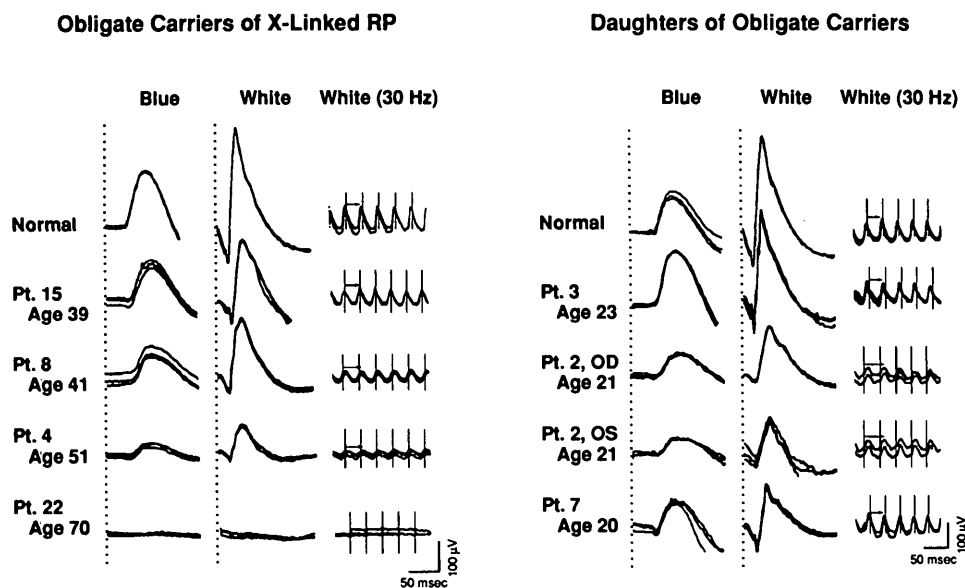 Obligate Carriers of X-Linked RP
Blue
White
White (30 Hz)
Normal
Pt. 15
Age 39
Pt. 8
Age 41
Pt. 4
Age 51
Pt. 22
Age 70
100 µV
50 msec
Daughters of Obligate Carriers
Blue
White
White (30 Hz)
Normal
Pt. 3
Age 23
Pt. 2, OD
Age 21
Pt. 2, OS
Age 21
Pt. 7
Age 20
100 µV
50 msec